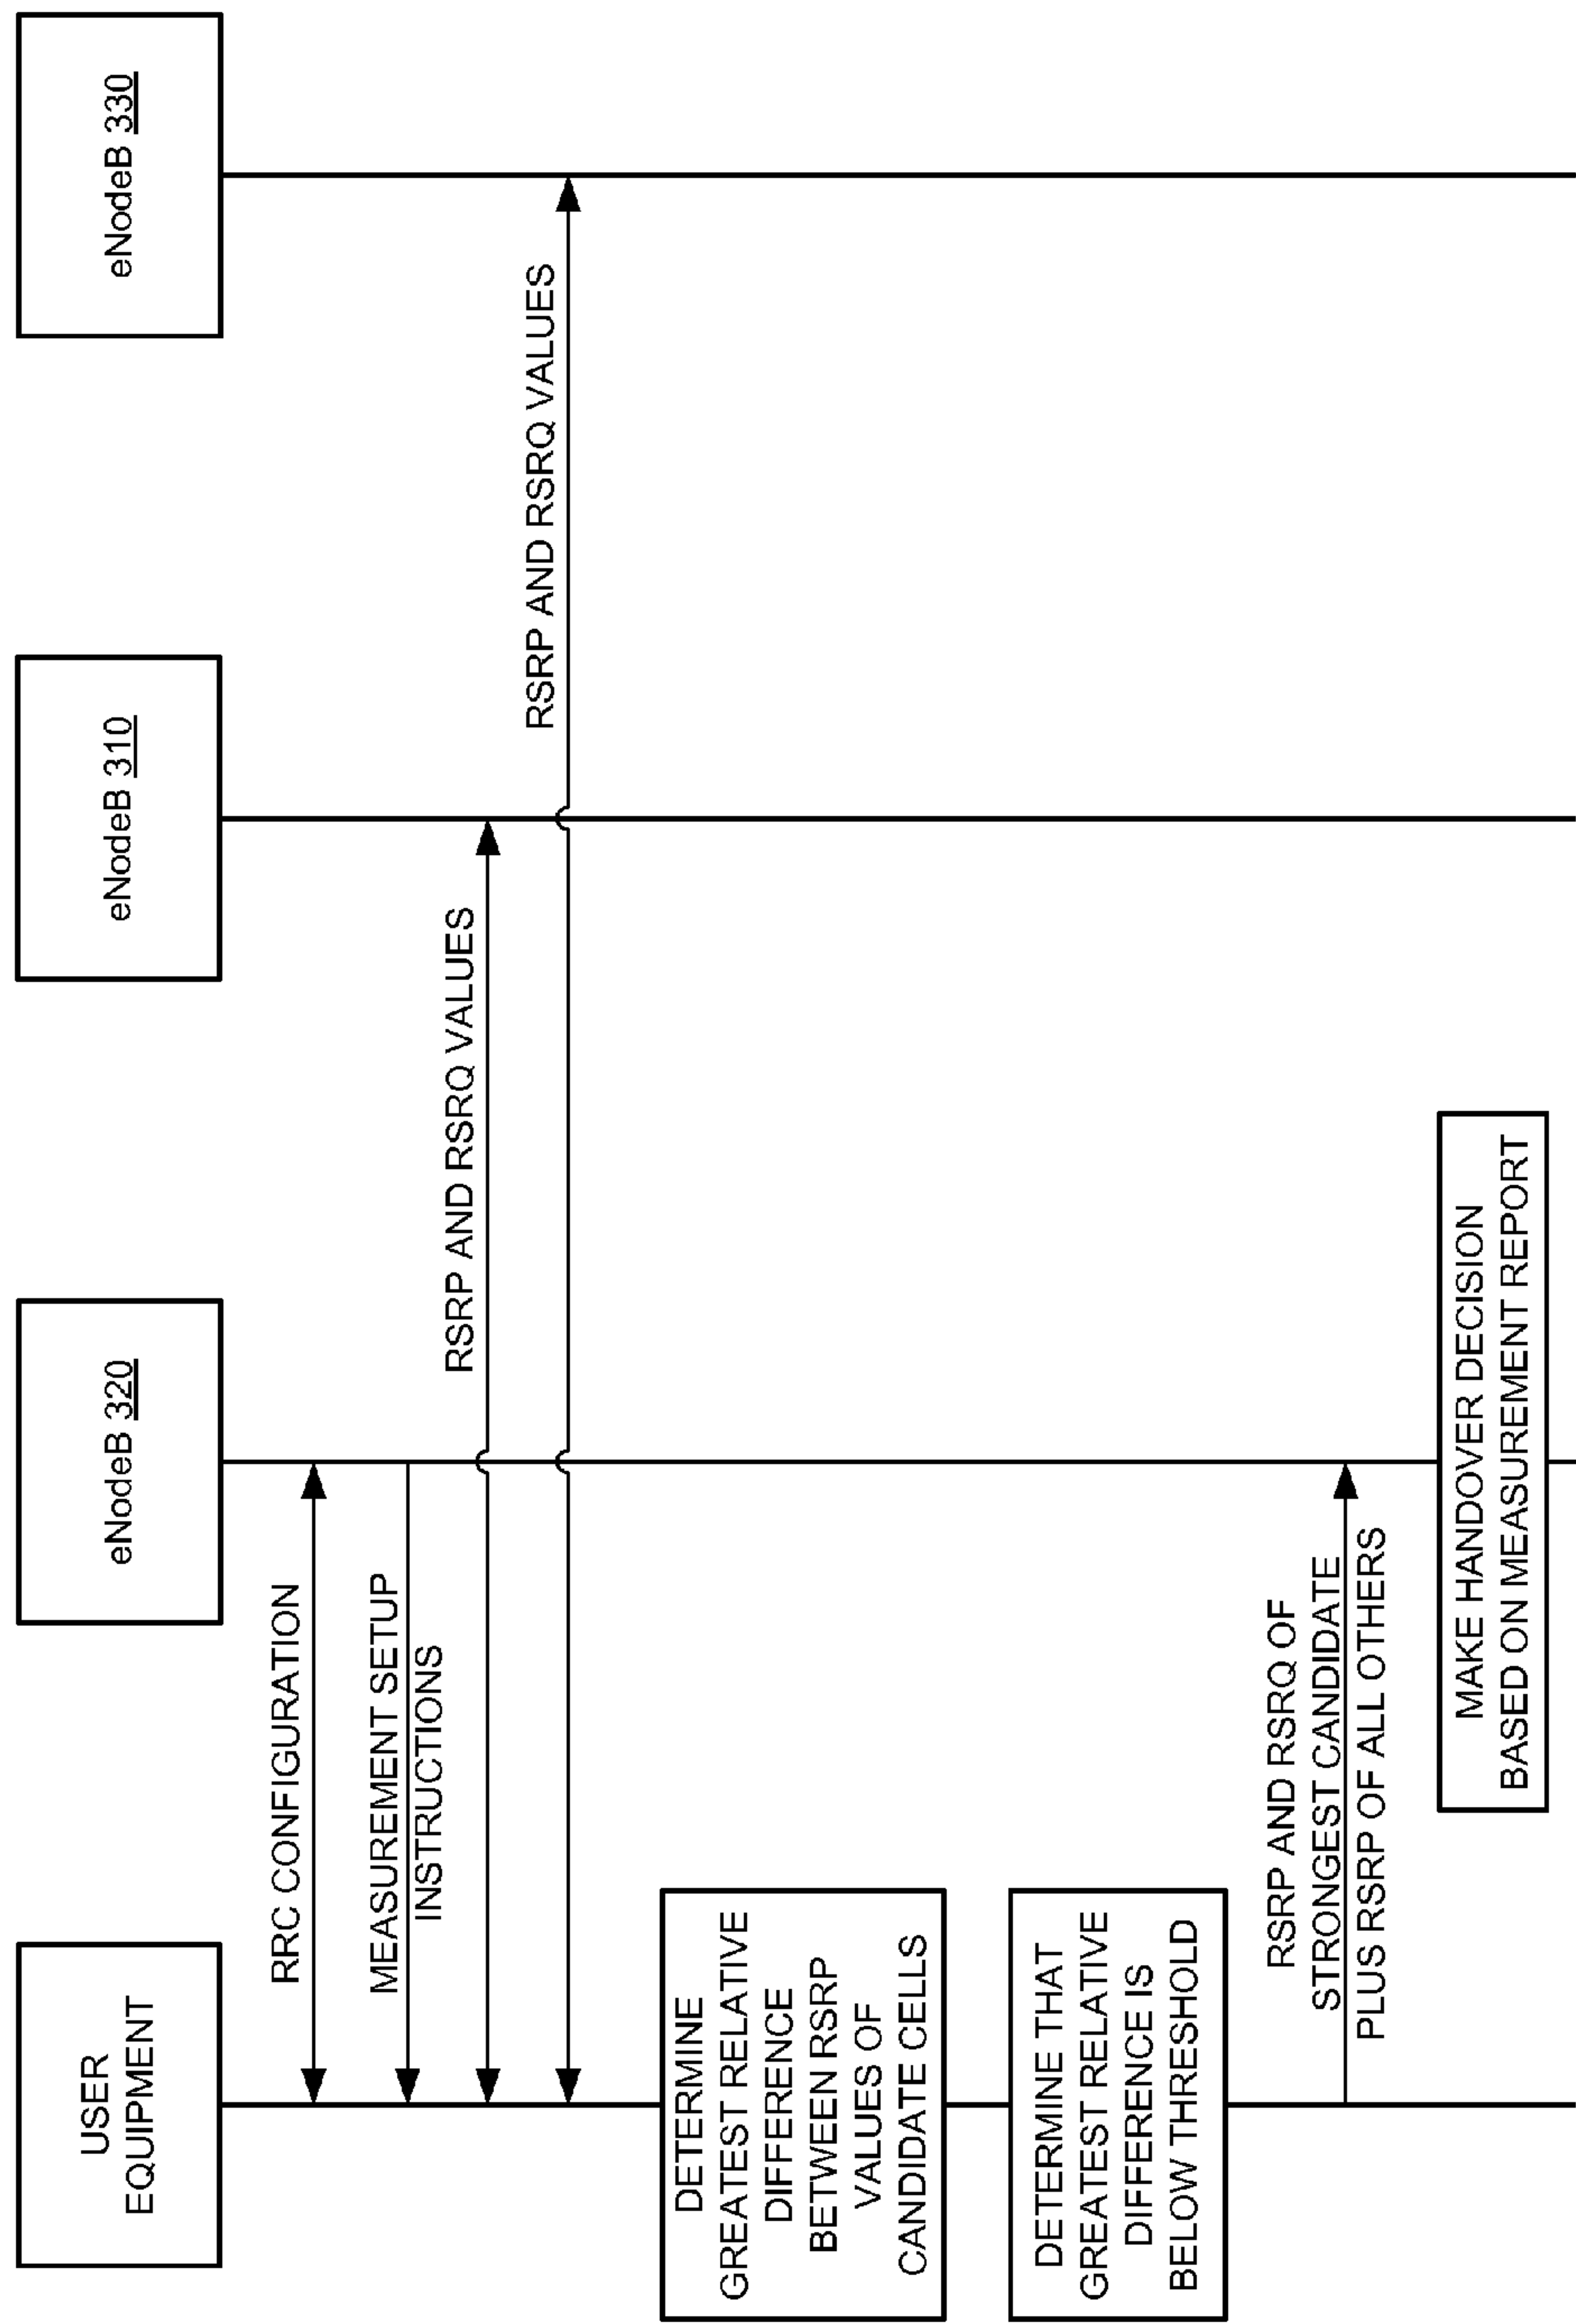 USER
EQUIPMENT
eNodeB 320
eNodeB 310
eNodeB 330
RRC CONFIGURATION
MEASUREMENT SETUP
INSTRUCTIONS
RSRP AND RSRQ VALUES
RSRP AND RSRQ VALUES
DETERMINE
GREATEST RELATIVE
DIFFERENCE
BETWEEN RSRP
VALUES OF
CANDIDATE CELLS
DETERMINE THAT
GREATEST RELATIVE
DIFFERENCE IS
BELOW THRESHOLD
RSRP AND RSRQ OF
STRONGEST CANDIDATE
PLUS RSRP OF ALL OTHERS
MAKE HANDOVER DECISION
BASED ON MEASUREMENT REPORT